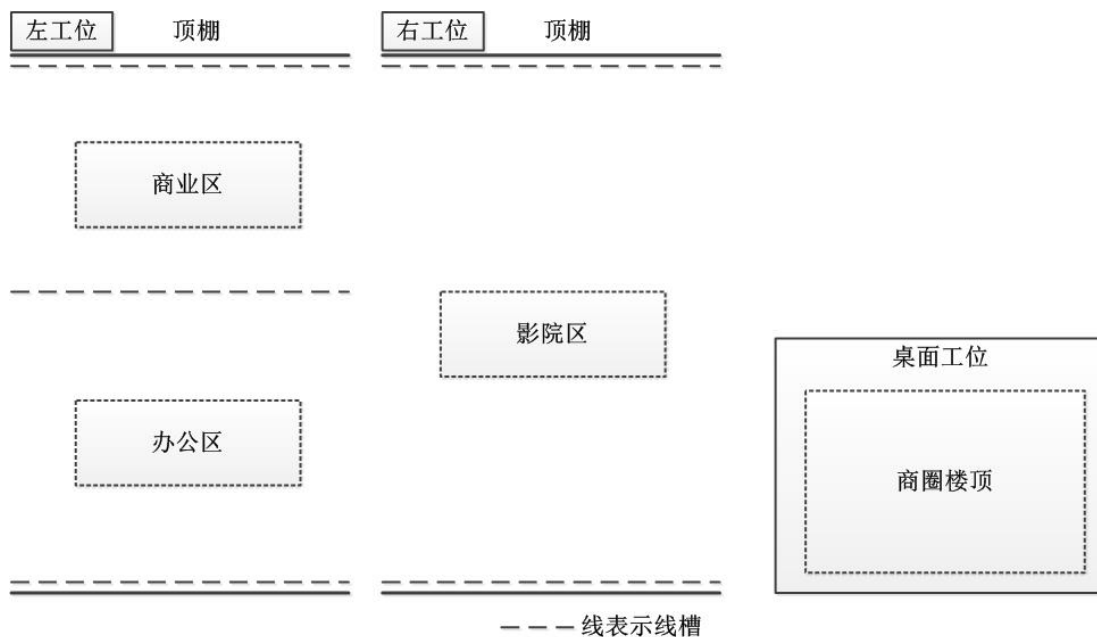 左工位 顶棚
右工位 顶棚
商业区
影院区
桌面工位
办公区
商圈楼顶
线表示线槽